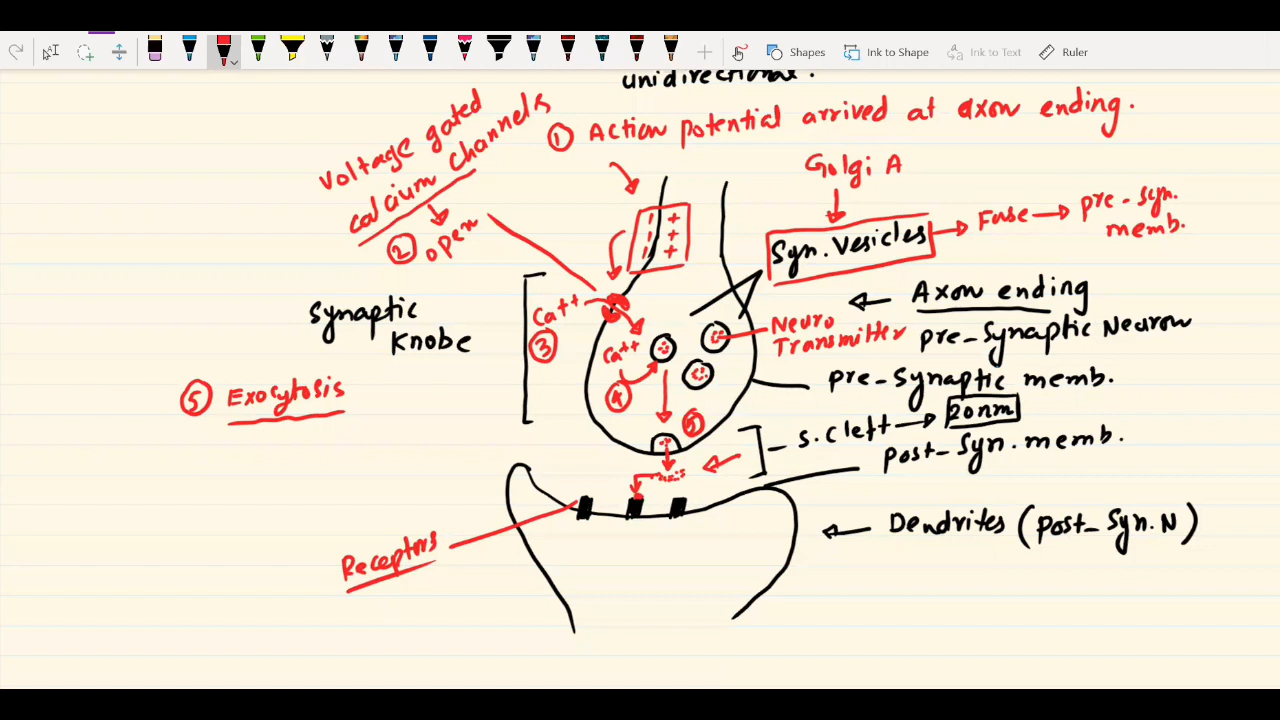 Shapes
Ink to Shape
Ink to Text
Ruler
unidirectional.
① Action potential arrived at axon ending.
Voltage gated
calcium channels
② open
Golgi A
Syn. Vesicles
Fuse
pre-syn.
memb.
Synaptic
Knobe
Ca++
③
Ca++
④
⑤
Neuro
Transmitter
Axon ending
pre-Synaptic Neuron
pre-Synaptic memb.
S.Cleft
20nm
post-Syn.memb.
⑤ Exocytosis
Receptors
Dendrites (post-Syn.N)